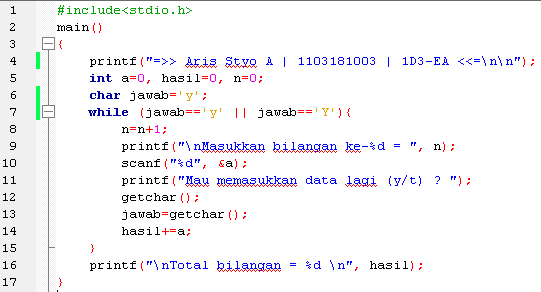 1 #include<stdio.h>
2 main()
3 {
4 printf("=>> Aris Stvo A | 1103181003 | 1D3-EA <<=\n\n");
5 int a=0, hasil=0, n=0;
6 char jawab='y';
7 while (jawab=='y' || jawab=='Y'){
8 n=n+1;
9 printf("\nMasukkan bilangan ke-%d = ", n);
10 scanf("%d", &a);
11 printf("Mau memasukkan data lagi (y/t) ? ");
12 getchar();
13 jawab=getchar();
14 hasil+=a;
15 }
16 printf("\nTotal bilangan = %d \n", hasil);
17 }